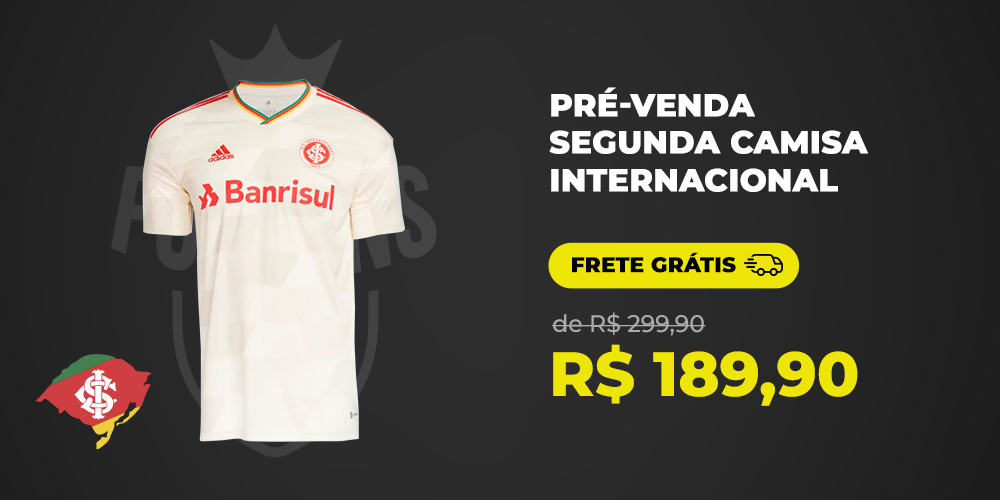 PRÉ-VENDA
SEGUNDA CAMISA
INTERNACIONAL
FRETE GRÁTIS
de R$ 299,90
R$ 189,90
adidas
Banrisul